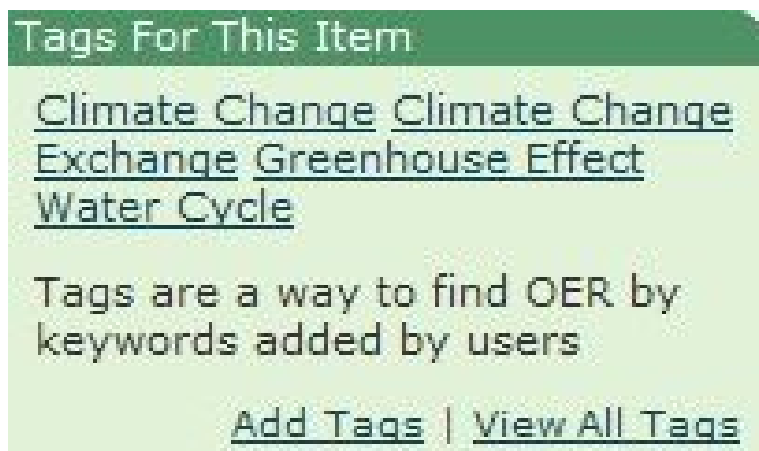 Tags For This Item
Climate Change Climate Change
Exchange Greenhouse Effect
Water Cycle
Tags are a way to find OER by
keywords added by users
Add Tags | View All Tags